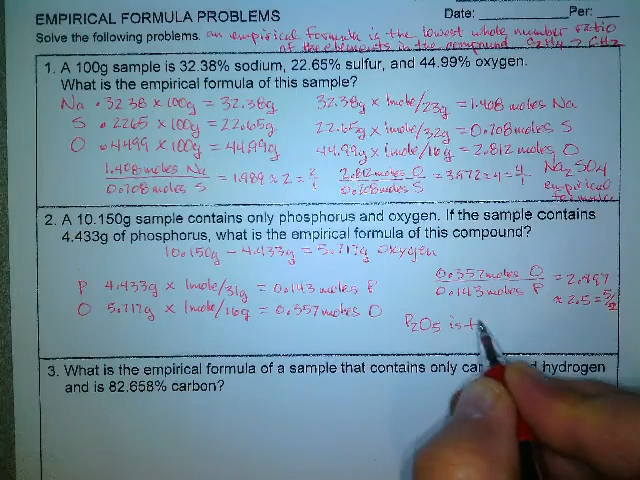 EMPIRICAL FORMULA PROBLEMS Date: Per:
Solve the following problems. an empirical formula is the lowest whole number ratio
of the elements in the compound C2H4 → CH2
1. A 100g sample is 32.38% sodium, 22.65% sulfur, and 44.99% oxygen.
What is the empirical formula of this sample?
Na .3238 x 100g = 32.38g 32.38g x 1mole/23g = 1.408 moles Na
S .2265 x 100g = 22.65g 22.65g x 1mole/32g = 0.708 moles S
O .4499 x 100g = 44.99g 44.99g x 1mole/16g = 2.812 moles O
1.408 moles Na / 0.708 moles S = 1.989 ≈ 2 = 2/1 2.812 moles O / 0.708 moles S = 3.972 ≈ 4 = 4/1 Na2SO4
empirical
formula
2. A 10.150g sample contains only phosphorus and oxygen. If the sample contains
4.433g of phosphorus, what is the empirical formula of this compound?
10.150g - 4.433g = 5.717g oxygen
P 4.433g x 1mole/31g = 0.143 moles P
O 5.717g x 1mole/16g = 0.357 moles O
0.357 moles O / 0.143 moles P = 2.497
≈ 2.5 = 5/2
P2O5 is t
3. What is the empirical formula of a sample that contains only car hydrogen
and is 82.658% carbon?